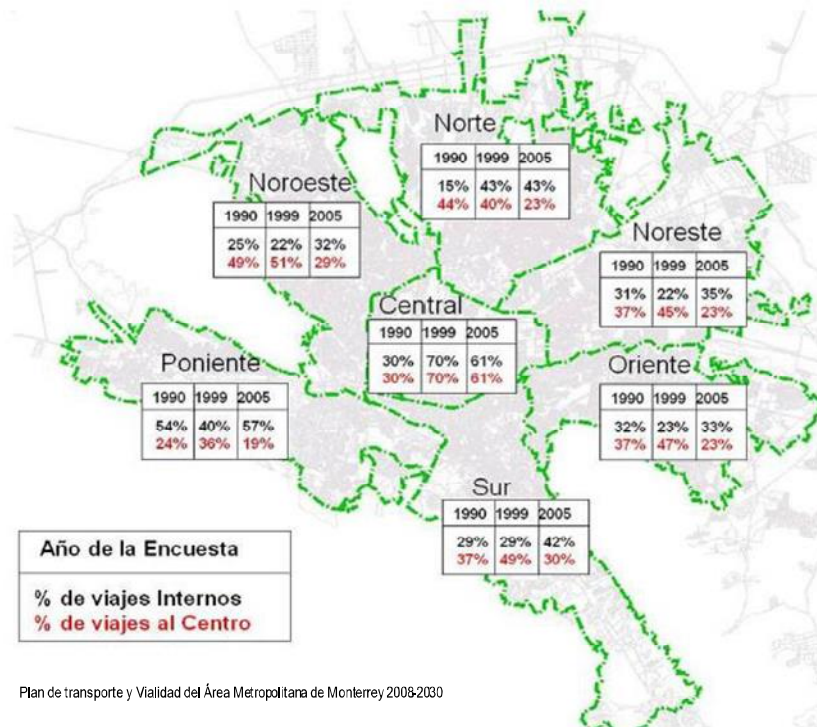 Norte
1990 1999 2005
15% 43% 43%
44% 40% 23%
Noroeste
1990 1999 2005
25% 22% 32%
49% 51% 29%
Noreste
1990 1999 2005
31% 22% 35%
37% 45% 23%
Central
1990 1999 2005
30% 70% 61%
30% 70% 61%
Poniente
1990 1999 2005
54% 40% 57%
24% 36% 19%
Oriente
1990 1999 2005
32% 23% 33%
37% 47% 23%
Sur
1990 1999 2005
29% 29% 42%
37% 49% 30%
Año de la Encuesta
% de viajes Internos
% de viajes al Centro
Plan de transporte y Vialidad del Área Metropolitana de Monterrey 2008-2030